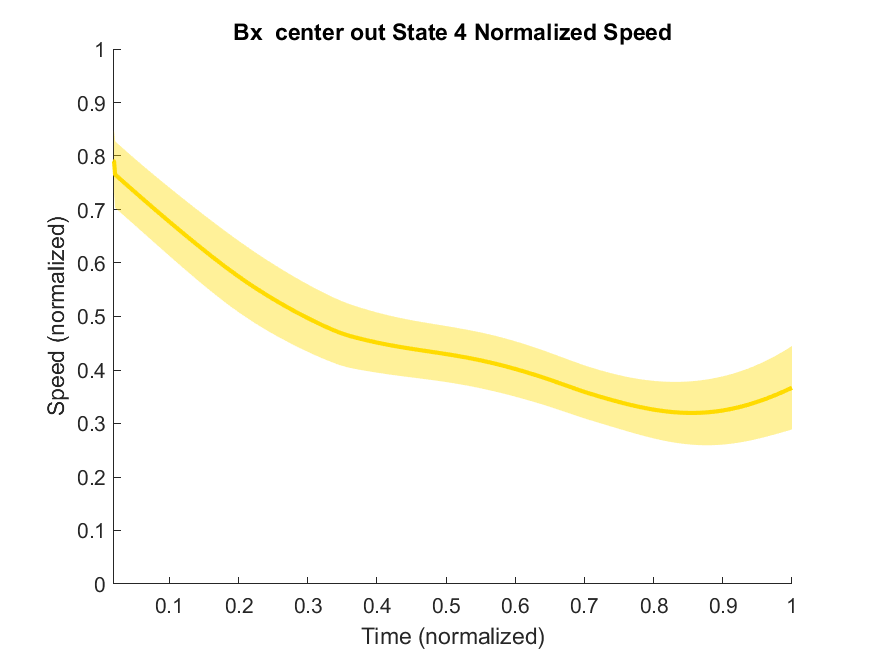 Bx  center out State 4 Normalized Speed
1
0.9
0.8
0.7
0.6
0.5
0.4
0.3
0.2
0.1
0
Speed (normalized)
0.1 0.2 0.3 0.4 0.5 0.6 0.7 0.8 0.9 1
Time (normalized)